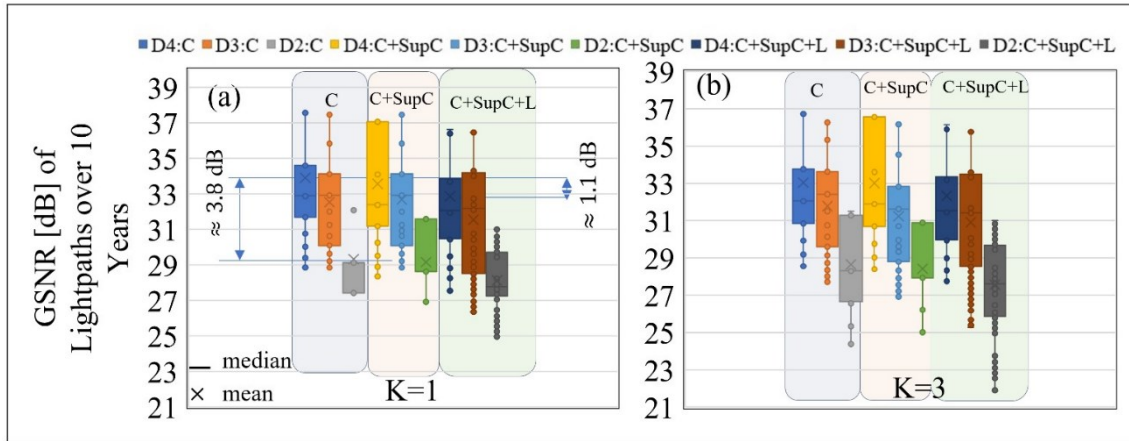 D4:C D3:C D2:C D4:C+SupC D3:C+SupC D2:C+SupC D4:C+SupC+L D3:C+SupC+L D2:C+SupC+L
GSNR [dB] of
Lightpaths over 10
Years
39
37
35
33
31
29
27
25
23
21
(a)
C
C+SupC
C+SupC+L
≈ 3.8 dB
≈ 1.1 dB
— median
× mean
K=1
39
37
35
33
31
29
27
25
23
21
(b)
C
C+SupC
C+SupC+L
K=3